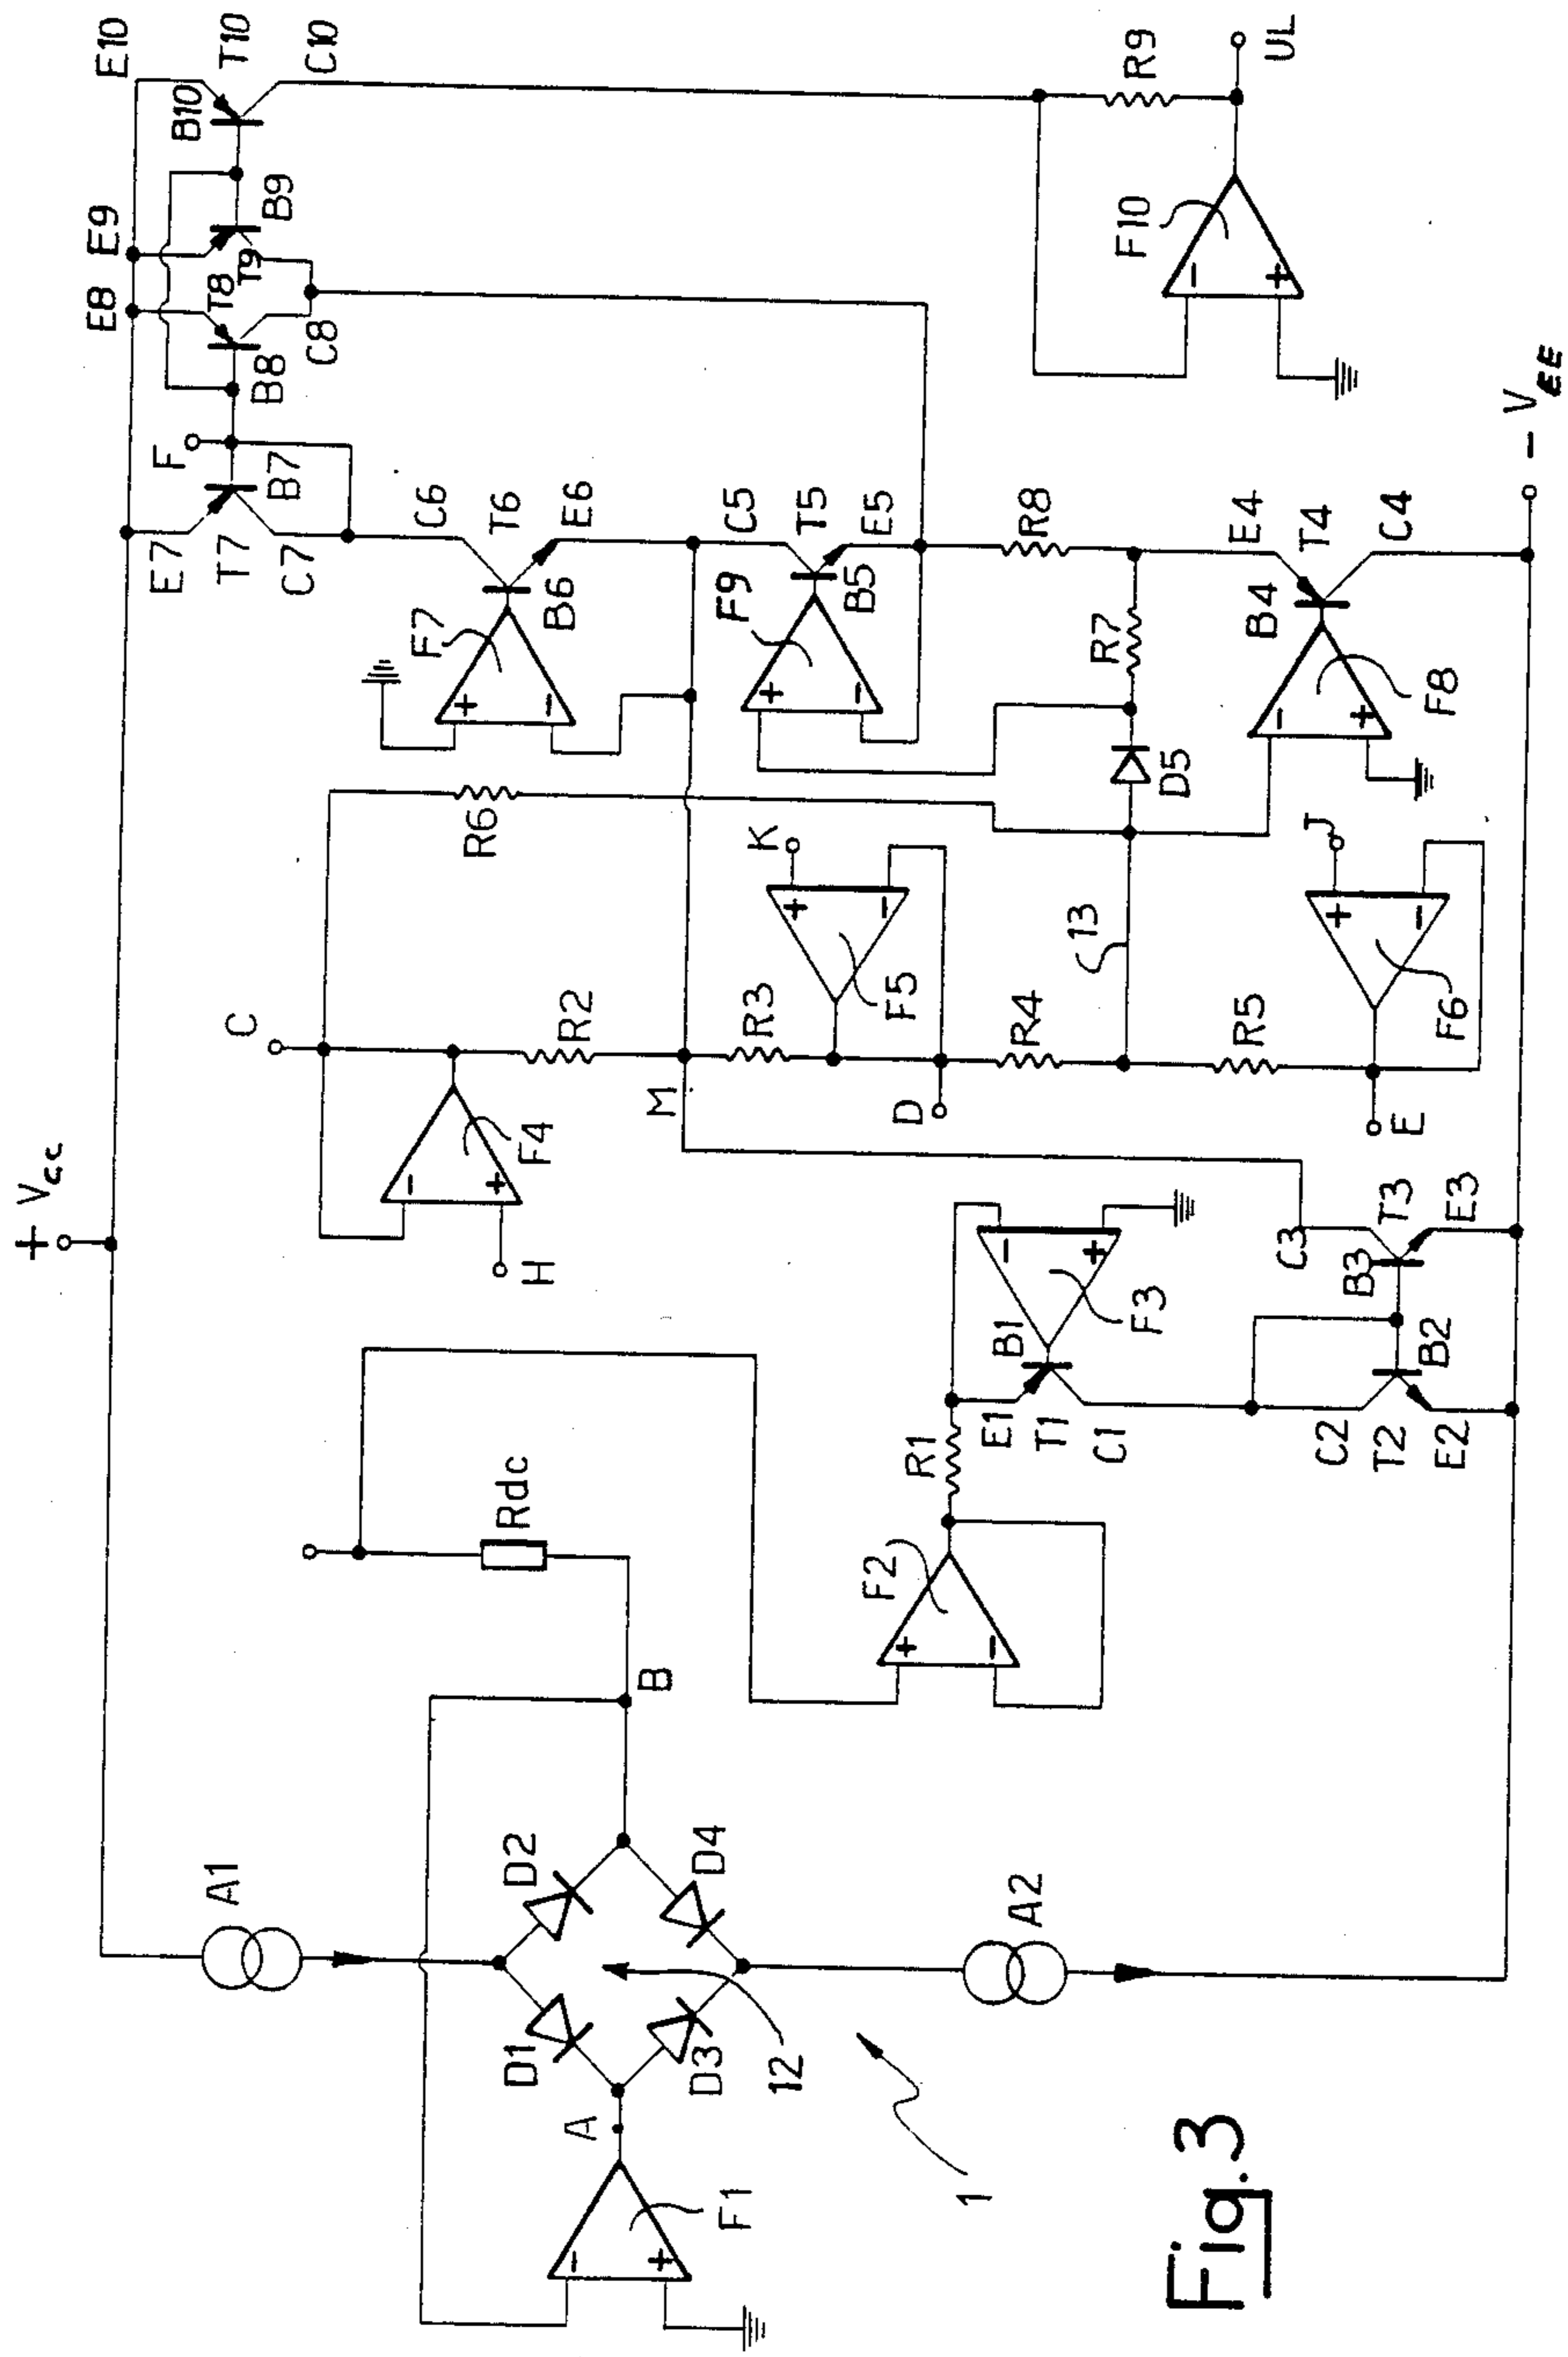 + Vcc
A1
D1
D2
D3
D4
12
A
B
F1
A2
1
Rdc
F2
R1
E1
T1
C1
B1
F3
C2
T2
E2
B2
C3
B3
T3
E3
H
F4
C
R2
M
R3
D
R4
R5
E
K
F5
13
J
F6
R6
D5
R7
F8
B4
E4
T4
C4
R8
F9
B5
C5
T5
E5
F7
B6
C6
T6
E6
E7
T7
C7
B7
F
E8
T8
B8
C8
E9
T9
B9
E10
B10
T10
C10
F10
R9
UL
− VEE
+
−
+
−
+
−
+
−
+
−
+
−
+
−
+
−
+
−
+
−
Fig.3